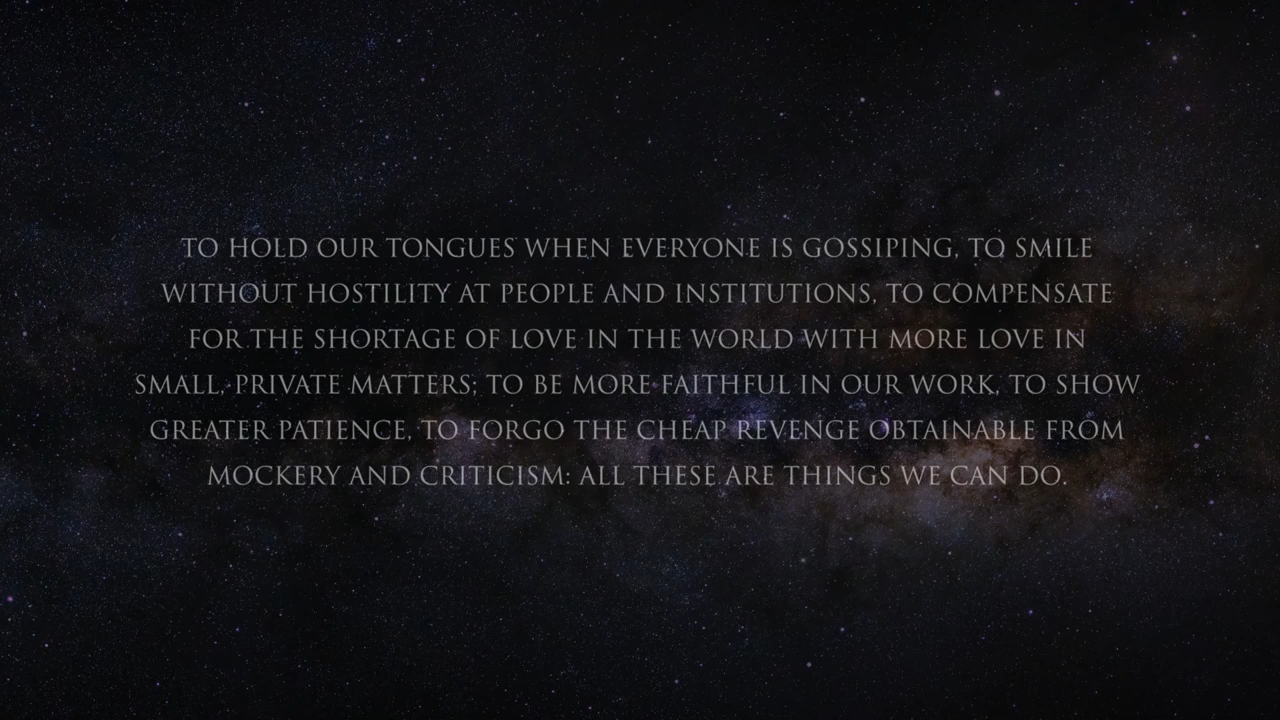 TO HOLD OUR TONGUES WHEN EVERYONE IS GOSSIPING, TO SMILE
WITHOUT HOSTILITY AT PEOPLE AND INSTITUTIONS, TO COMPENSATE
FOR THE SHORTAGE OF LOVE IN THE WORLD WITH MORE LOVE IN
SMALL, PRIVATE MATTERS; TO BE MORE FAITHFUL IN OUR WORK, TO SHOW
GREATER PATIENCE, TO FORGO THE CHEAP REVENGE OBTAINABLE FROM
MOCKERY AND CRITICISM: ALL THESE ARE THINGS WE CAN DO.